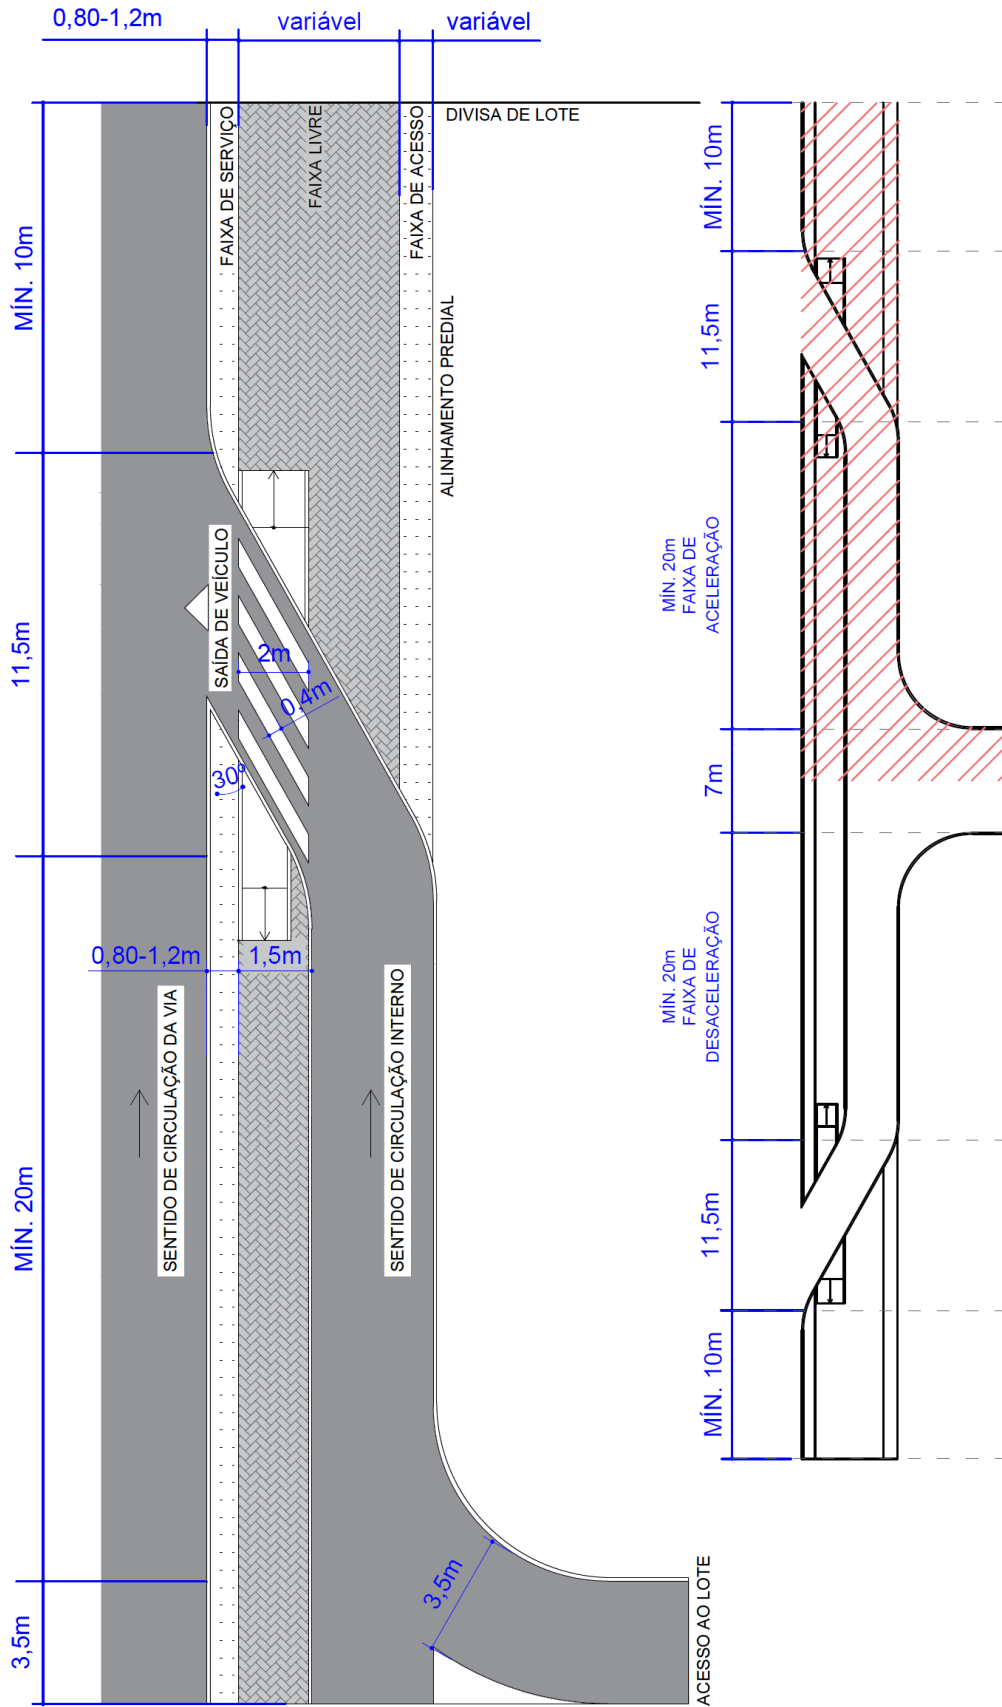 0,80-1,2m
variável
variável
DIVISA DE LOTE
FAIXA DE SERVIÇO
FAIXA LIVRE
FAIXA DE ACESSO
ALINHAMENTO PREDIAL
MÍN. 10m
11,5m
SAÍDA DE VEÍCULO
2m
0,4m
30º
0,80-1,2m
1,5m
SENTIDO DE CIRCULAÇÃO DA VIA
SENTIDO DE CIRCULAÇÃO INTERNO
MÍN. 20m
3,5m
3,5m
ACESSO AO LOTE
MÍN. 10m
11,5m
MÍN. 20m
FAIXA DE
ACELERAÇÃO
7m
MÍN. 20m
FAIXA DE
DESACELERAÇÃO
11,5m
MÍN. 10m